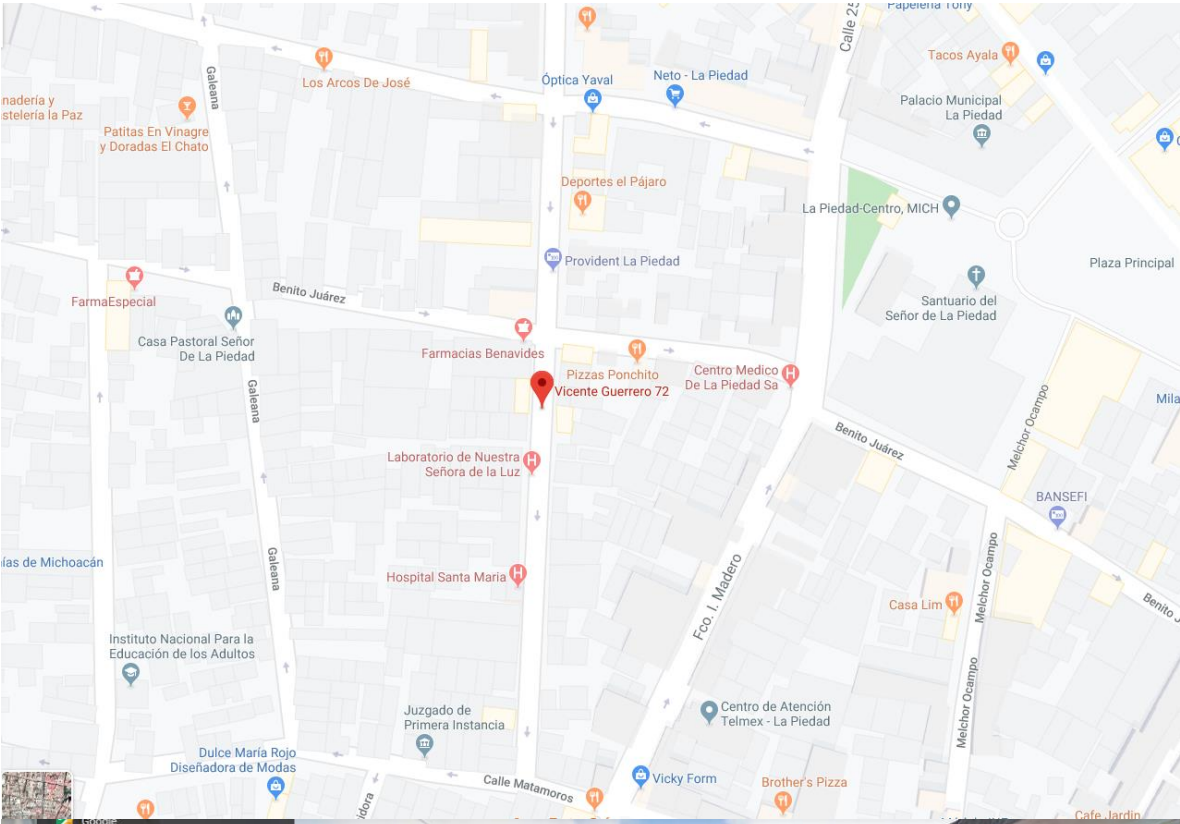 Papelería Tony
Calle 25
Tacos Ayala
Óptica Yaval
Neto - La Piedad
Los Arcos De José
Galeana
nadería y
stelería la Paz
Patitas En Vinagre
y Doradas El Chato
Palacio Municipal
La Piedad
Deportes el Pájaro
La Piedad-Centro, MICH
Provident La Piedad
Plaza Principal
Benito Juárez
FarmaEspecial
Santuario del
Señor de La Piedad
Casa Pastoral Señor
De La Piedad
Farmacias Benavides
Pizzas Ponchito
Centro Medico
De La Piedad Sa
Vicente Guerrero 72
Galeana
Melchor Ocampo
Mila
Benito Juárez
Laboratorio de Nuestra
Señora de la Luz
BANSEFI
ías de Michoacán
Galeana
Hospital Santa Maria
Fco. I. Madero
Melchor Ocampo
Casa Lim
Benito J
Instituto Nacional Para la
Educación de los Adultos
Melchor Ocampo
Juzgado de
Primera Instancia
Centro de Atención
Telmex - La Piedad
Dulce María Rojo
Diseñadora de Modas
Calle Matamoros
Vicky Form
Brother's Pizza
dora
Cafe Jardin
Google